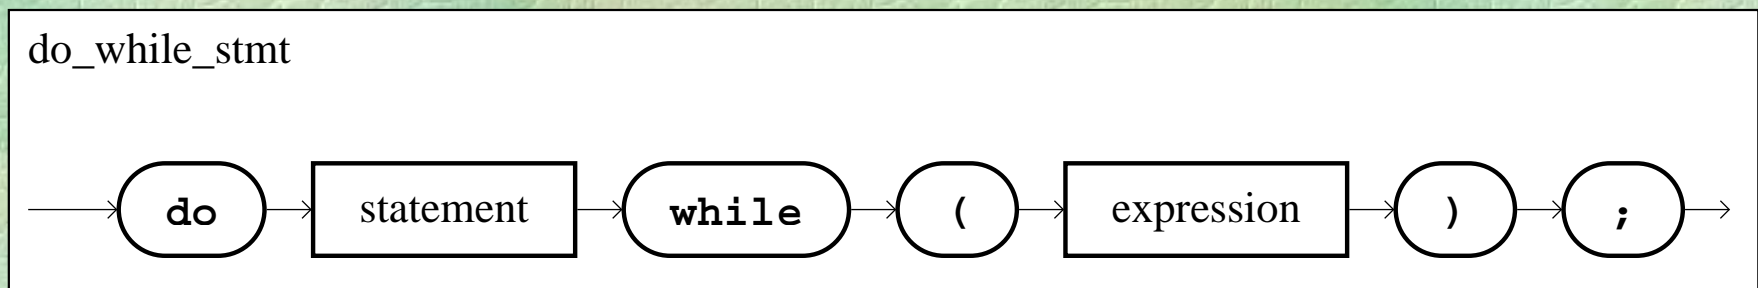 do_while_stmt
do statement while ( expression ) ;